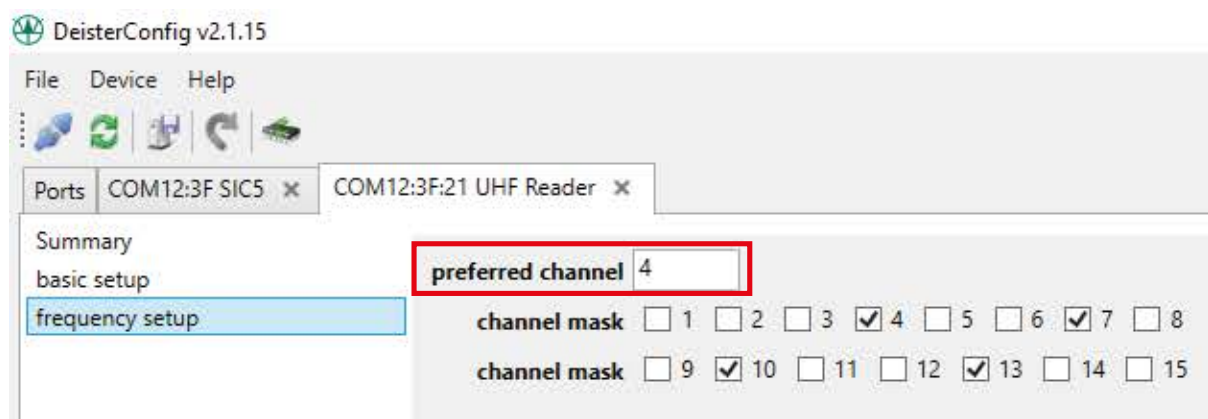 DeisterConfig v2.1.15
File Device Help
Ports COM12:3F SIC5 COM12:3F:21 UHF Reader
Summary
basic setup
frequency setup
preferred channel 4
channel mask 1 2 3 4 5 6 7 8
channel mask 9 10 11 12 13 14 15